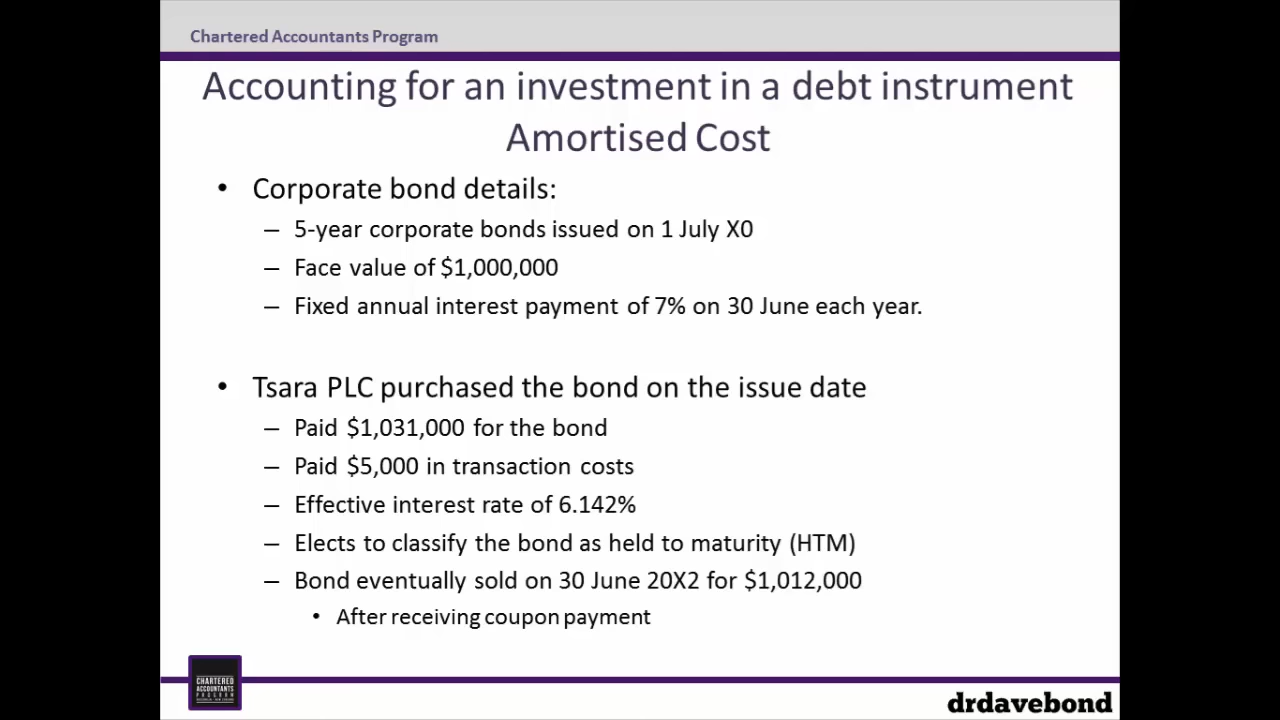 Chartered Accountants Program
Accounting for an investment in a debt instrument
Amortised Cost
• Corporate bond details:
– 5-year corporate bonds issued on 1 July X0
– Face value of $1,000,000
– Fixed annual interest payment of 7% on 30 June each year.
• Tsara PLC purchased the bond on the issue date
– Paid $1,031,000 for the bond
– Paid $5,000 in transaction costs
– Effective interest rate of 6.142%
– Elects to classify the bond as held to maturity (HTM)
– Bond eventually sold on 30 June 20X2 for $1,012,000
• After receiving coupon payment
CHARTERED
ACCOUNTANTS
PROGRAM
drdavebond